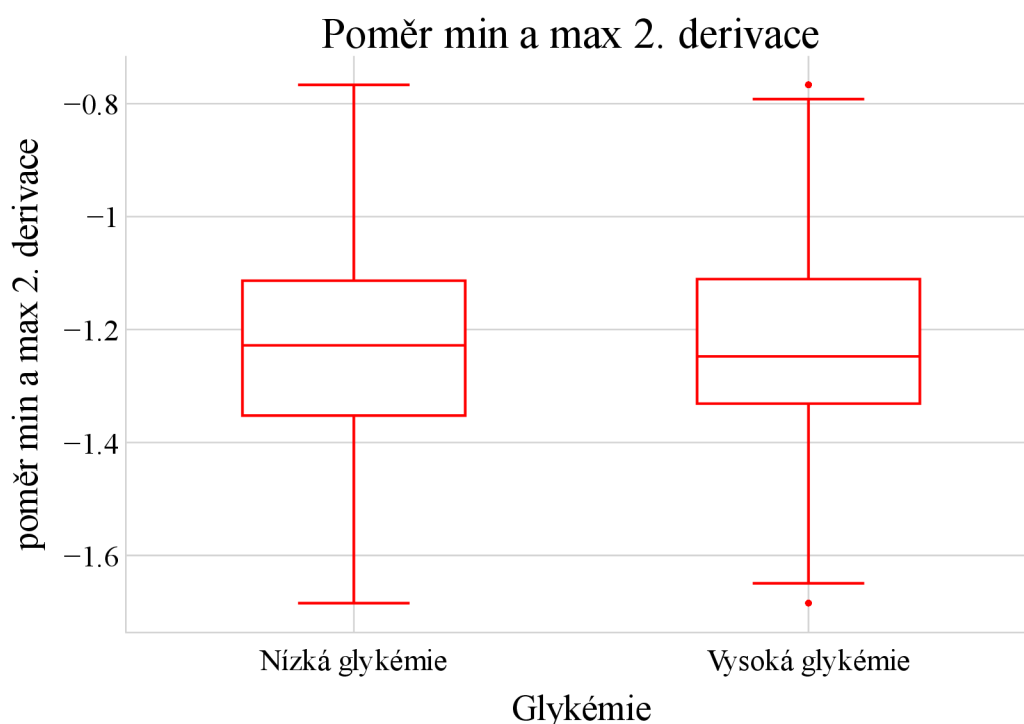 Poměr min a max 2. derivace
poměr min a max 2. derivace
−0.8
−1
−1.2
−1.4
−1.6
Nízká glykémie
Vysoká glykémie
Glykémie